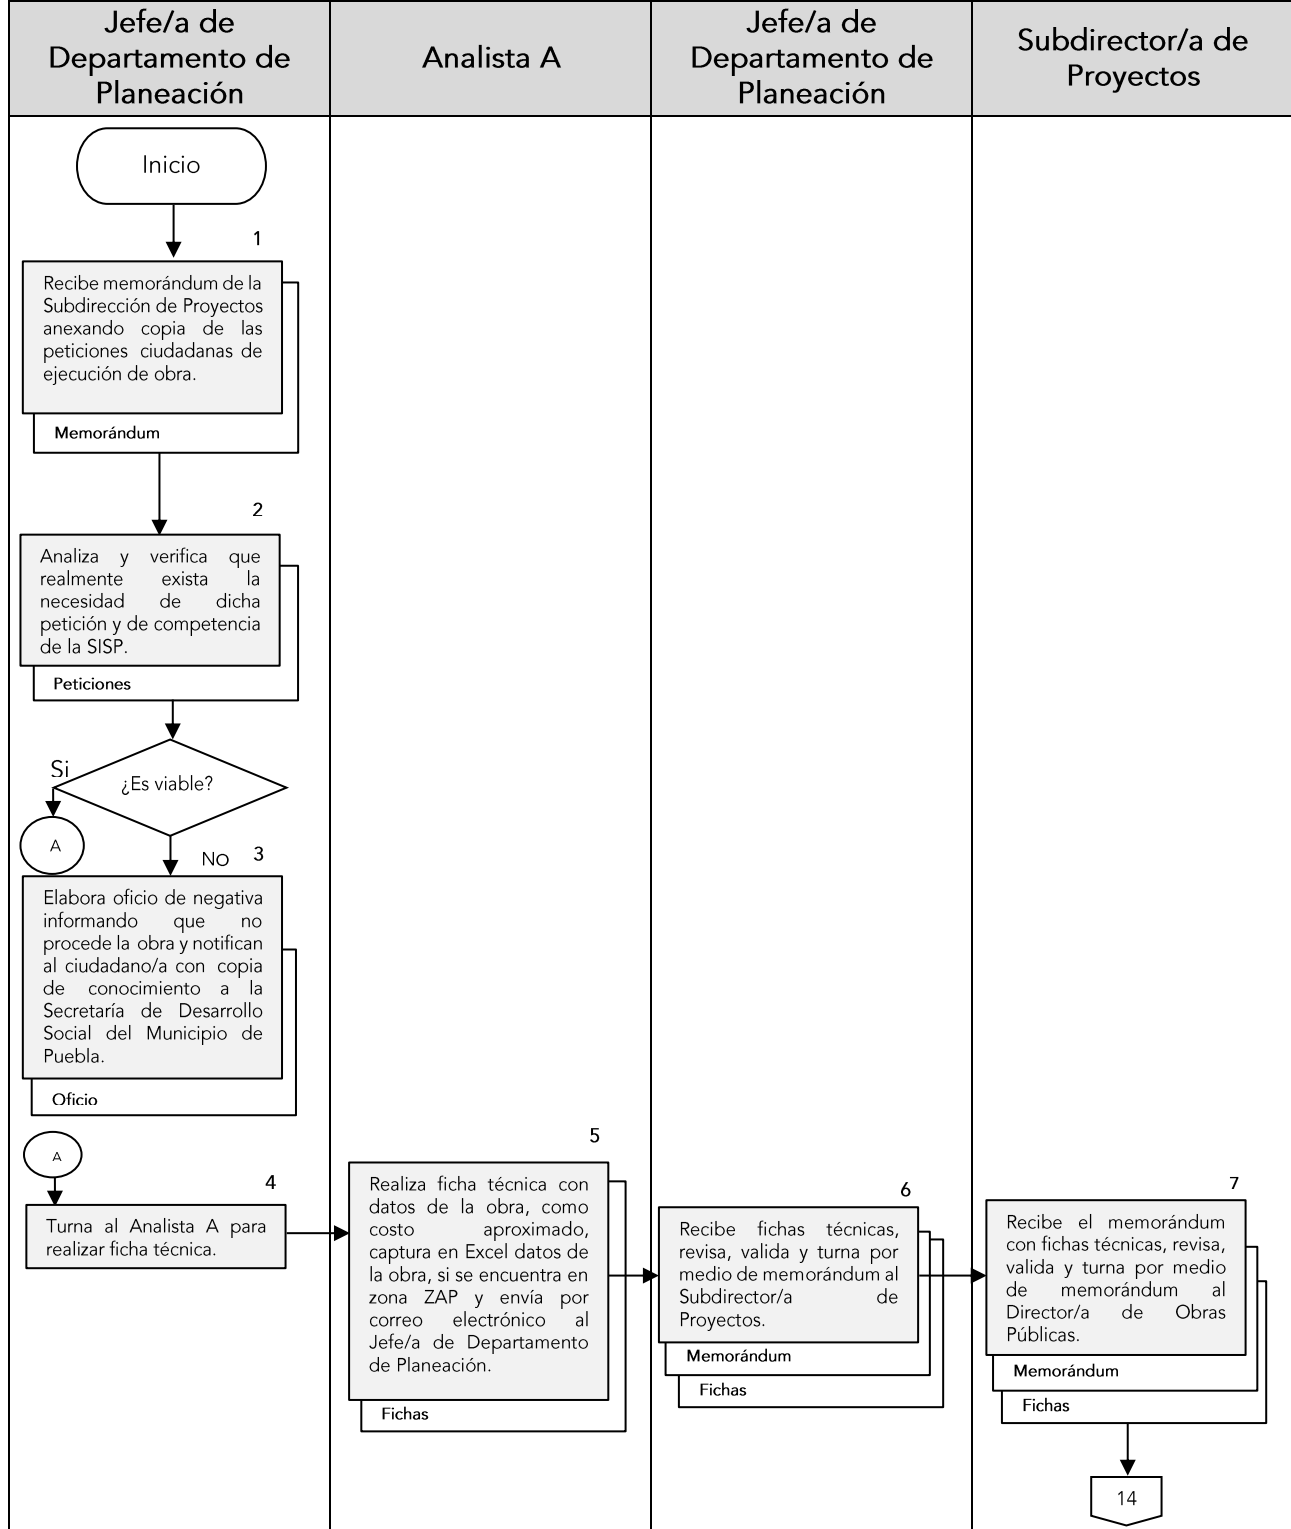 Jefe/a de
Departamento de
Planeación
Analista A
Jefe/a de
Departamento de
Planeación
Subdirector/a de
Proyectos
Inicio
1
Recibe memorándum de la
Subdirección de Proyectos
anexando copia de las
peticiones ciudadanas de
ejecución de obra.
Memorándum
2
Analiza y verifica que
realmente exista la
necesidad de dicha
petición y de competencia
de la SISP.
Peticiones
Si
¿Es viable?
A
No
3
Elabora oficio de negativa
informando que no
procede la obra y notifican
al ciudadano/a con copia
de conocimiento a la
Secretaría de Desarrollo
Social del Municipio de
Puebla.
Oficio
A
4
Turna al Analista A para
realizar ficha técnica.
5
Realiza ficha técnica con
datos de la obra, como
costo aproximado,
captura en Excel datos de
la obra, si se encuentra en
zona ZAP y envía por
correo electrónico al
Jefe/a de Departamento
de Planeación.
Fichas
6
Recibe fichas técnicas,
revisa, valida y turna por
medio de memorándum al
Subdirector/a de
Proyectos.
Memorándum
Fichas
7
Recibe el memorándum
con fichas técnicas, revisa,
valida y turna por medio
de memorándum al
Director/a de Obras
Públicas.
Memorándum
Fichas
14